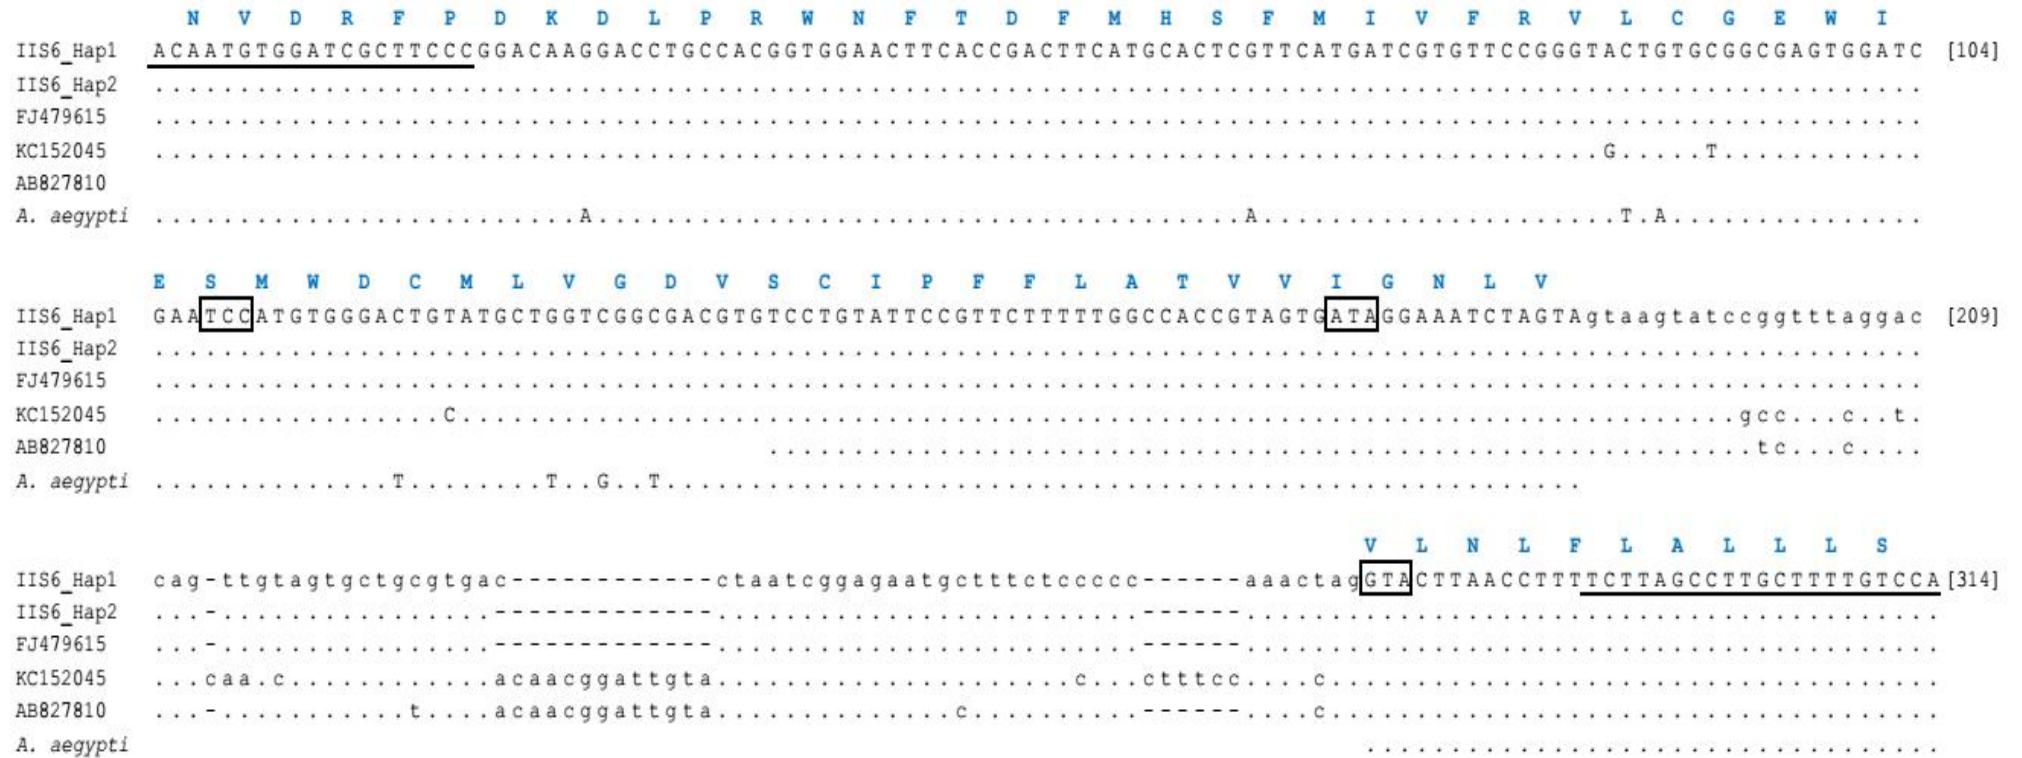 N V D R F P D K D L P R W N F T D F M H S F M I V F R V L C G E W I
IIS6_Hap1 ACAATGTGGATCGCTTCCCGGACAAGGACCTGCCACGGTGGAACTTCACCGACTTCATGCACTCGTTCATGATCGTGTTCCGGGTACTGTGCGGCGAGTGGATC [104]
IIS6_Hap2 ........................................................................................................
FJ479615 ........................................................................................................
KC152045 .....................................................................................G.....T............
AB827810
A. aegypti .........................A......................................A.....................T.A...............
E S M W D C M L V G D V S C I P F F L A T V V I G N L V
IIS6_Hap1 GAATCCATGTGGGACTGTATGCTGGTCGGCGACGTGTCCTGTATTCCGTTCTTTTTGGCCACCGTAGTGATAGGAAATCTAGTAgtaagtatccggtttaggac [209]
IIS6_Hap2 ........................................................................................................
FJ479615 ........................................................................................................
KC152045 .................C...........................................................................gcc...c..t.
AB827810 ..........................................................tc...c....
A. aegypti ..............T........T..G..T......................................................
V L N L F L A L L L S
IIS6_Hap1 cag-ttgtagtgctgcgtgac------------ctaatcggagaatgctttctccccc------aaactagGTACTTAACCTTTTCTTAGCCTTGCTTTTGTCCA [314]
IIS6_Hap2 ...-................-------------.........................------.........................................
FJ479615 ...-................-------------.........................------.........................................
KC152045 ...caa.c............acaacggattgta.....................c...ctttcc....c....................................
AB827810 ...-...........t....acaacggattgta..............c..........------....c....................................
A. aegypti ..................................